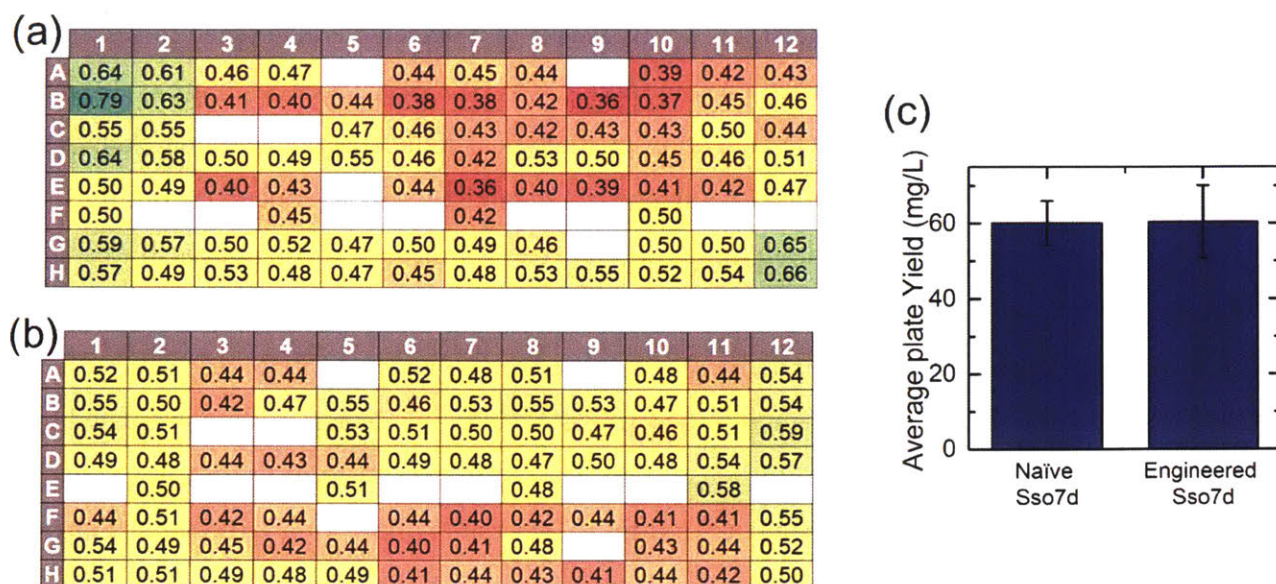 (a)
1 2 3 4 5 6 7 8 9 10 11 12
A 0.64 0.61 0.46 0.47 0.44 0.45 0.44 0.39 0.42 0.43
B 0.79 0.63 0.41 0.40 0.44 0.38 0.38 0.42 0.36 0.37 0.45 0.46
C 0.55 0.55 0.47 0.46 0.43 0.42 0.43 0.43 0.50 0.44
D 0.64 0.58 0.50 0.49 0.55 0.46 0.42 0.53 0.50 0.45 0.46 0.51
E 0.50 0.49 0.40 0.43 0.44 0.36 0.40 0.39 0.41 0.42 0.47
F 0.50 0.45 0.42 0.50
G 0.59 0.57 0.50 0.52 0.47 0.50 0.49 0.46 0.50 0.50 0.65
H 0.57 0.49 0.53 0.48 0.47 0.45 0.48 0.53 0.55 0.52 0.54 0.66
(b)
1 2 3 4 5 6 7 8 9 10 11 12
A 0.52 0.51 0.44 0.44 0.52 0.48 0.51 0.48 0.44 0.54
B 0.55 0.50 0.42 0.47 0.55 0.46 0.53 0.55 0.53 0.47 0.51 0.54
C 0.54 0.51 0.53 0.51 0.50 0.50 0.47 0.46 0.51 0.59
D 0.49 0.48 0.44 0.43 0.44 0.49 0.48 0.47 0.50 0.48 0.54 0.57
E 0.50 0.51 0.48 0.58
F 0.44 0.51 0.42 0.44 0.44 0.40 0.42 0.44 0.41 0.41 0.55
G 0.54 0.49 0.45 0.42 0.44 0.40 0.41 0.48 0.43 0.44 0.52
H 0.51 0.51 0.49 0.48 0.49 0.41 0.44 0.43 0.41 0.44 0.42 0.50
(c)
Average plate Yield (mg/L)
60
40
20
0
Naïve Engineered
Sso7d Sso7d